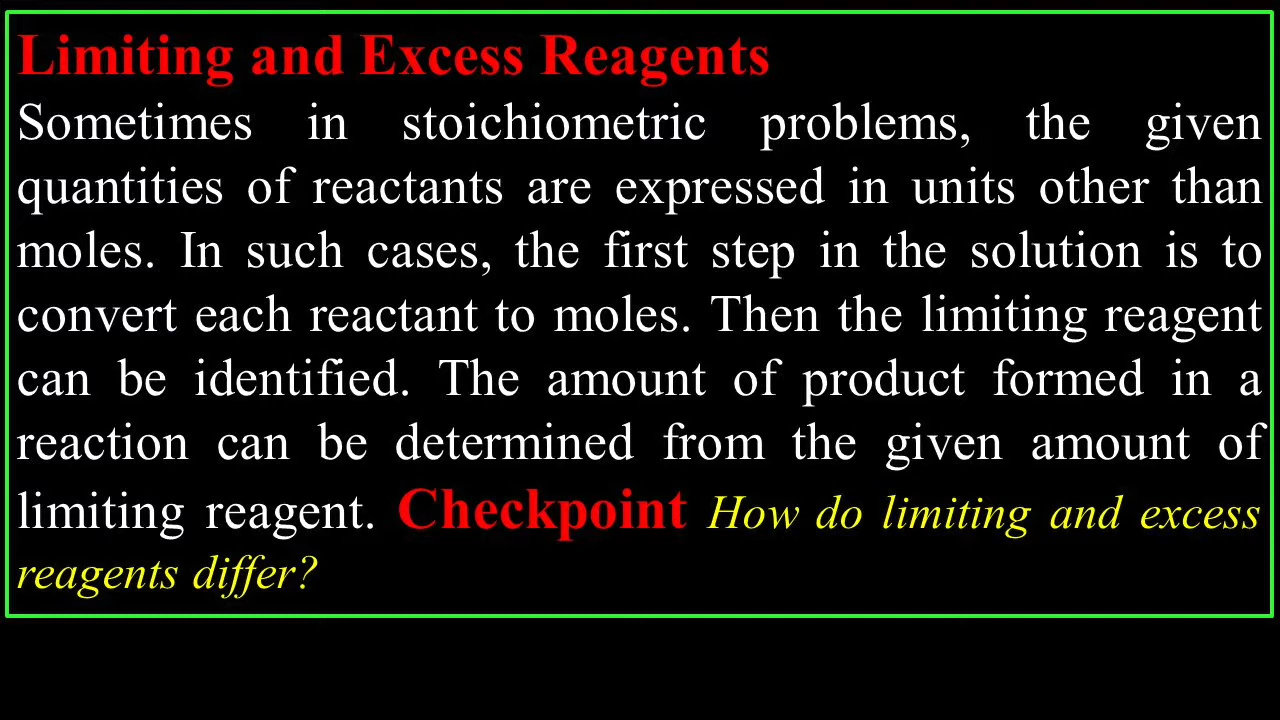 Limiting and Excess Reagents
Sometimes in stoichiometric problems, the given
quantities of reactants are expressed in units other than
moles. In such cases, the first step in the solution is to
convert each reactant to moles. Then the limiting reagent
can be identified. The amount of product formed in a
reaction can be determined from the given amount of
limiting reagent. Checkpoint How do limiting and excess
reagents differ?